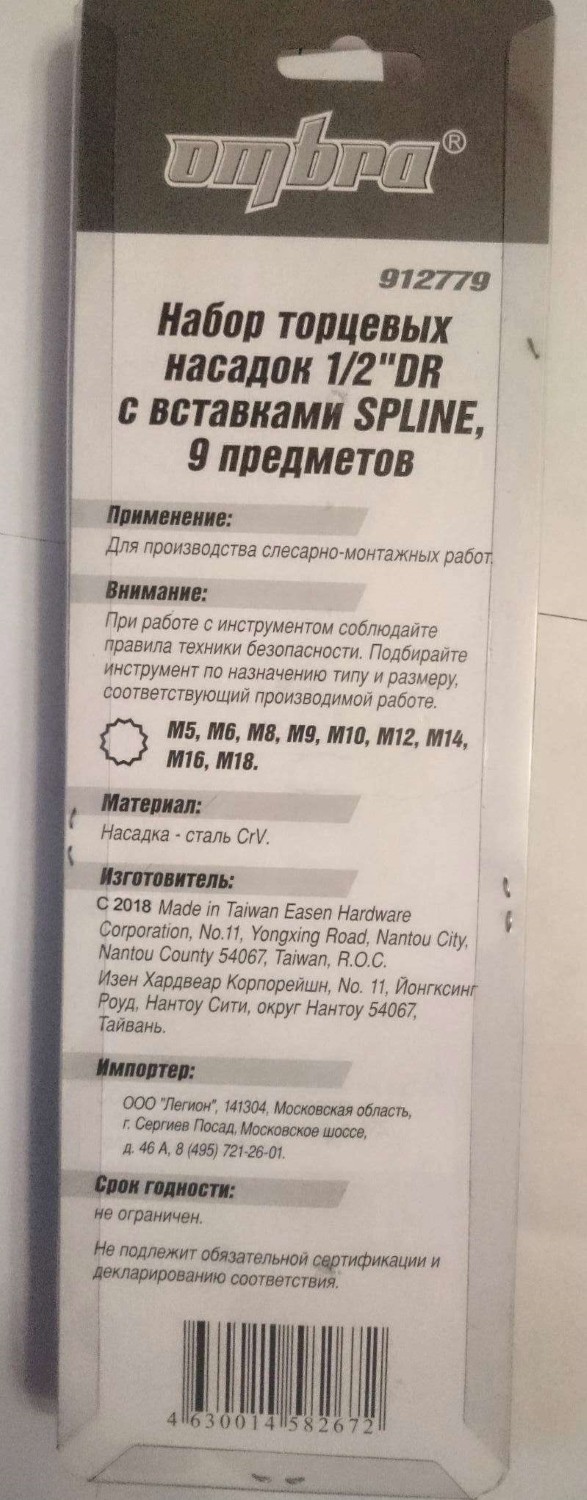 ombra®
912779
Набор торцевых
насадок 1/2"DR
с вставками SPLINE,
9 предметов
Применение:
Для производства слесарно-монтажных работ.
Внимание:
При работе с инструментом соблюдайте
правила техники безопасности. Подбирайте
инструмент по назначению типу и размеру,
соответствующий производимой работе.
M5, M6, M8, M9, M10, M12, M14,
M16, M18.
Материал:
Насадка - сталь CrV.
Изготовитель:
C 2018 Made in Taiwan Easen Hardware
Corporation, No.11, Yongxing Road, Nantou City,
Nantou County 54067, Taiwan, R.O.C.
Изен Хардвеар Корпорейшн, No. 11, Йонгксинг
Роуд, Нантоу Сити, округ Нантоу 54067,
Тайвань.
Импортер:
ООО "Легион", 141304, Московская область,
г. Сергиев Посад, Московское шоссе,
д. 46 А, 8 (495) 721-26-01.
Срок годности:
не ограничен.
Не подлежит обязательной сертификации и
декларированию соответствия.
4 630014 582672